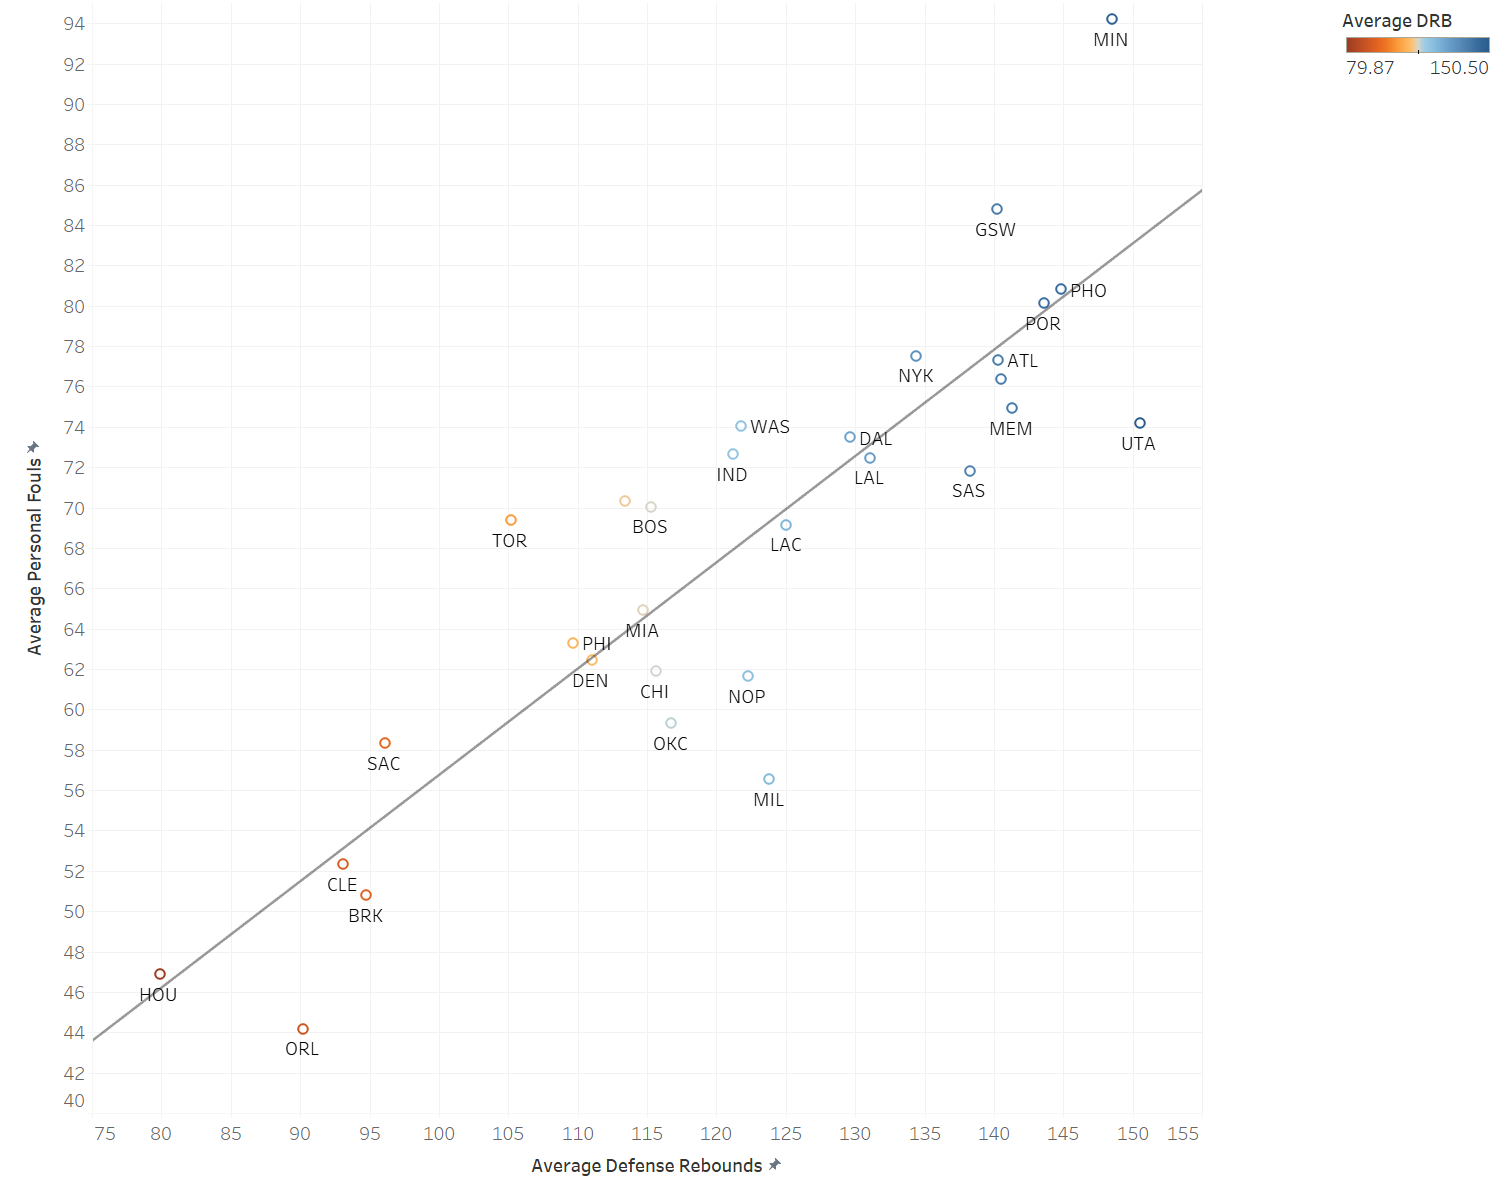 Average DRB
79.87 150.50
94
92
90
88
86
84
82
80
78
76
74
72
70
68
66
64
62
60
58
56
54
52
50
48
46
44
42
40
Average Personal Fouls
MIN
GSW
PHO
POR
ATL
NYK
MEM
UTA
WAS
DAL
IND
LAL
SAS
BOS
TOR
LAC
MIA
PHI
DEN
CHI
NOP
OKC
SAC
MIL
CLE
BRK
HOU
ORL
75 80 85 90 95 100 105 110 115 120 125 130 135 140 145 150 155
Average Defense Rebounds